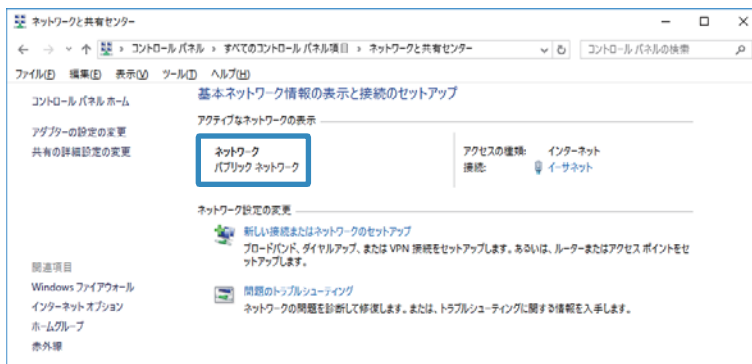 ネットワークと共有センター
コントロール パネル › すべてのコントロール パネル項目 › ネットワークと共有センター
コントロール パネルの検索
ファイル(F) 編集(E) 表示(V) ツール(T) ヘルプ(H)
コントロール パネル ホーム
アダプターの設定の変更
共有の詳細設定の変更
基本ネットワーク情報の表示と接続のセットアップ
アクティブなネットワークの表示
ネットワーク
パブリック ネットワーク
アクセスの種類: インターネット
接続: イーサネット
ネットワーク設定の変更
新しい接続またはネットワークのセットアップ
ブロードバンド、ダイヤルアップ、または VPN 接続をセットアップします。あるいは、ルーターまたはアクセス ポイントをセ
ットアップします。
問題のトラブルシューティング
ネットワークの問題を診断して修復します。または、トラブルシューティングに関する情報を入手します。
関連項目
Windows ファイアウォール
インターネット オプション
ホームグループ
赤外線